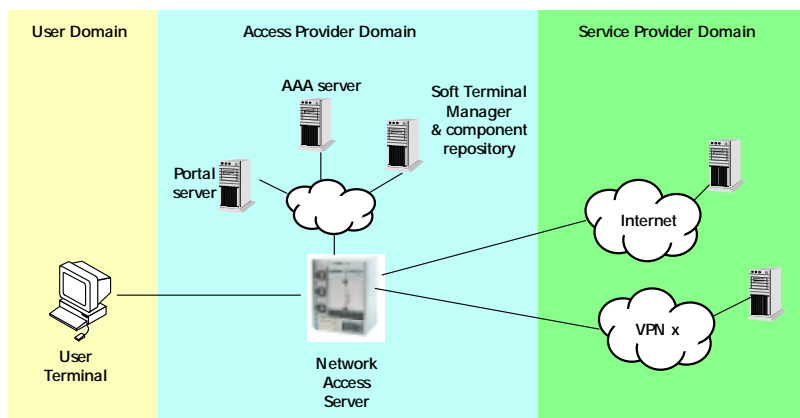 User Domain
Access Provider Domain
Service Provider Domain
AAA server
Soft Terminal
Manager
& component
repository
Portal
server
Internet
User
Terminal
Network
Access
Server
VPN x